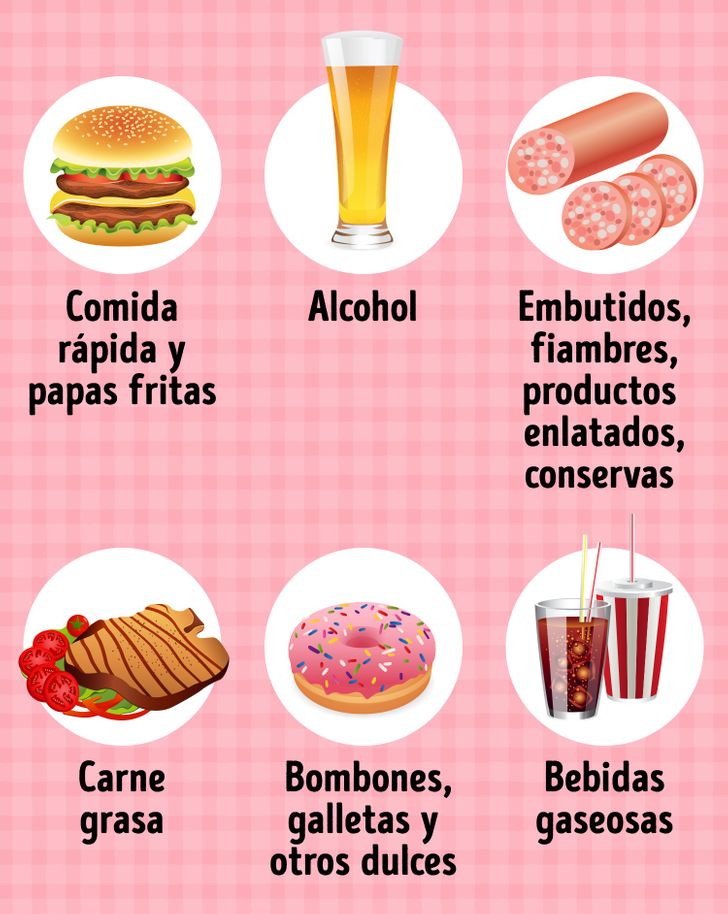 Comida
rápida y
papas fritas
Alcohol
Embutidos,
fiambres,
productos
enlatados,
conservas
Carne
grasa
Bombones,
galletas y
otros dulces
Bebidas
gaseosas